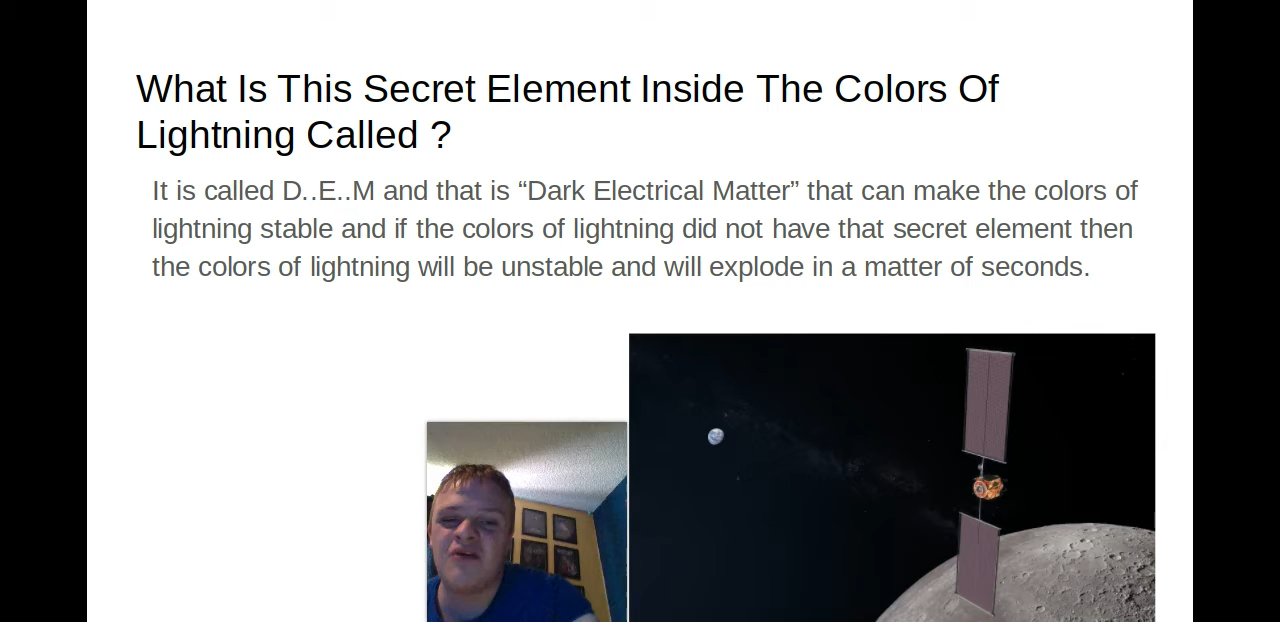 What Is This Secret Element Inside The Colors Of
Lightning Called ?
It is called D..E..M and that is “Dark Electrical Matter” that can make the colors of
lightning stable and if the colors of lightning did not have that secret element then
the colors of lightning will be unstable and will explode in a matter of seconds.